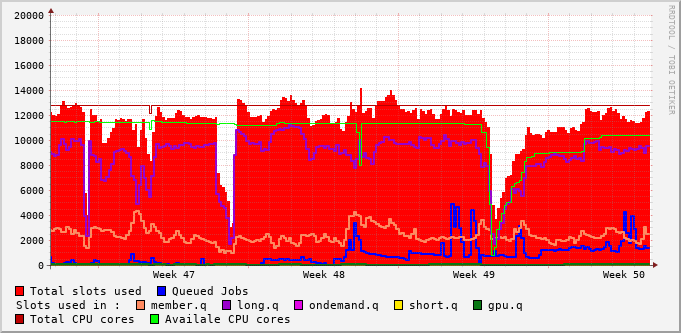 RRDTOOL / TOBI OETIKER
20000
18000
16000
14000
12000
10000
8000
6000
4000
2000
0
Week 47 Week 48 Week 49 Week 50
Total slots used Queued Jobs
Slots used in : member.q long.q ondemand.q short.q gpu.q
Total CPU cores Availale CPU cores